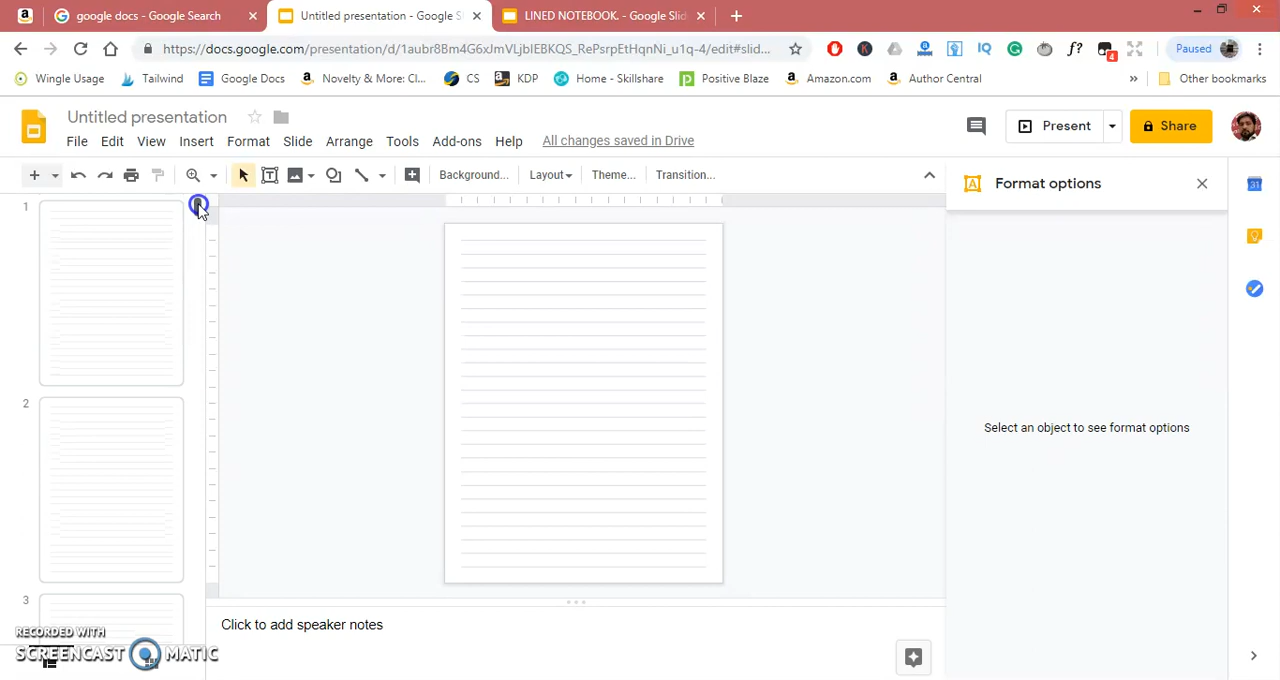 google docs - Google Search
Untitled presentation - Google Sl
LINED NOTEBOOK. - Google Slid
https://docs.google.com/presentation/d/1aubr8Bm4G6xJmVLjbIEBKQS_RePsrpEtHqnNi_u1q-4/edit#slid...
Paused
Wingle Usage
Tailwind
Google Docs
Novelty & More: Cl...
CS
KDP
Home - Skillshare
Positive Blaze
Amazon.com
Author Central
»
Other bookmarks
Untitled presentation
Present
Share
File Edit View Insert Format Slide Arrange Tools Add-ons Help All changes saved in Drive
Background... Layout Theme... Transition...
Format options
1
2
3
Select an object to see format options
Click to add speaker notes
RECORDED WITH
SCREENCAST MATIC